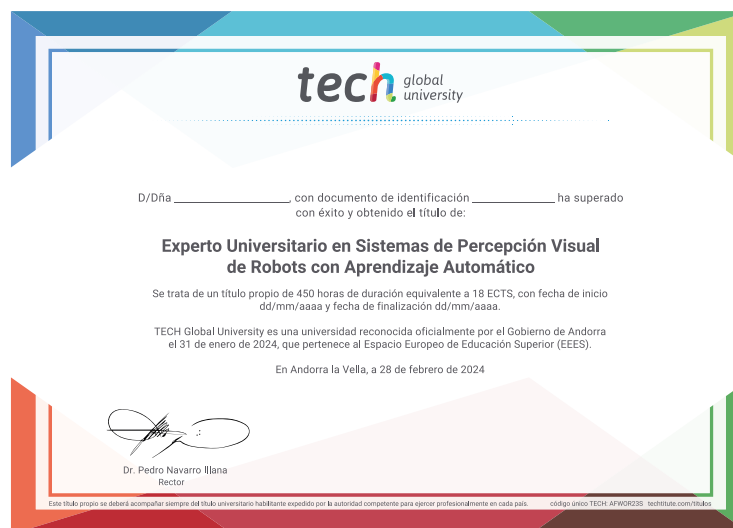 tech global university
D/Dña ____________________, con documento de identificación ______________ ha superado
con éxito y obtenido el título de:
Experto Universitario en Sistemas de Percepción Visual
de Robots con Aprendizaje Automático
Se trata de un título propio de 450 horas de duración equivalente a 18 ECTS, con fecha de inicio
dd/mm/aaaa y fecha de finalización dd/mm/aaaa.
TECH Global University es una universidad reconocida oficialmente por el Gobierno de Andorra
el 31 de enero de 2024, que pertenece al Espacio Europeo de Educación Superior (EEES).
En Andorra la Vella, a 28 de febrero de 2024
Dr. Pedro Navarro Illana
Rector
Este título propio se deberá acompañar siempre del título universitario habilitante expedido por la autoridad competente para ejercer profesionalmente en cada país. código único TECH: AFWOR23S techtitute.com/titulos